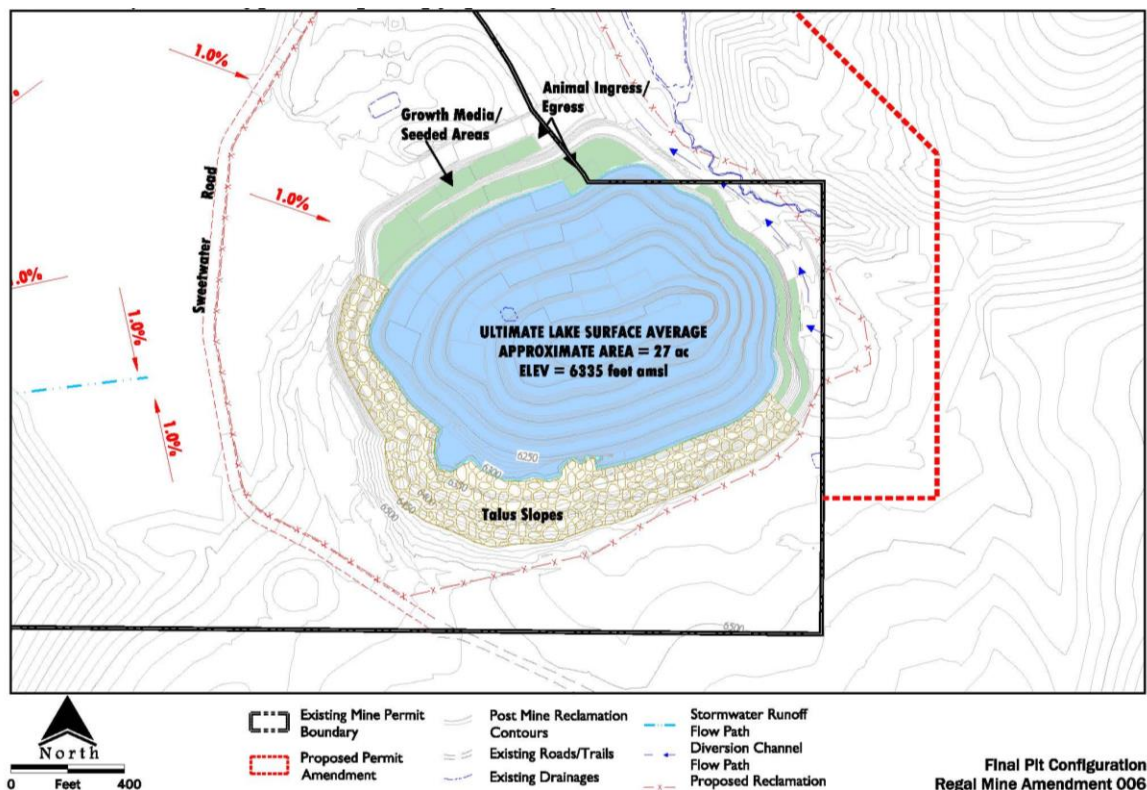 1.0%
Animal Ingress/
Egress
Growth Media/
Seeded Areas
Sweetwater Road
1.0%
1.0%
1.0%
1.0%
ULTIMATE LAKE SURFACE AVERAGE
APPROXIMATE AREA = 27 ac
ELEV = 6335 feet amsl
6250
6300
6350
6400
6450
6500
Talus Slopes
6500
North
0 Feet 400
Existing Mine Permit
Boundary
Proposed Permit
Amendment
Post Mine Reclamation
Contours
Existing Roads/Trails
Existing Drainages
Stormwater Runoff
Flow Path
Diversion Channel
Flow Path
Proposed Reclamation
Final Pit Configuration
Regal Mine Amendment 006